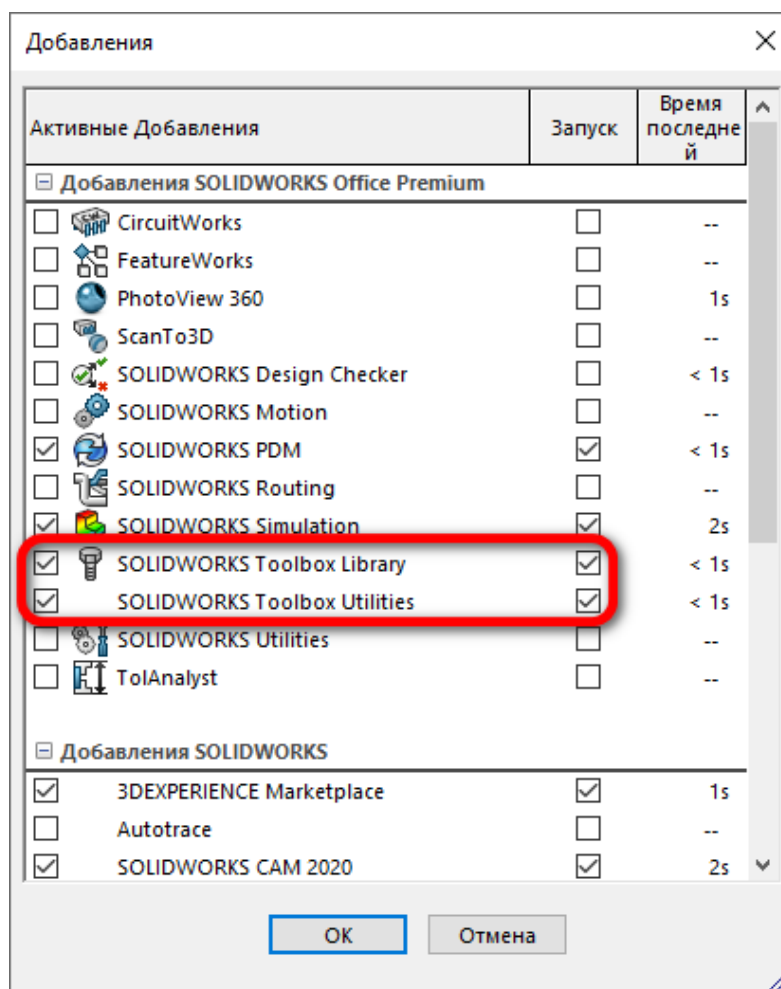 Добавления
Активные Добавления Запуск Время
последне
й
Добавления SOLIDWORKS Office Premium
CircuitWorks --
FeatureWorks --
PhotoView 360 1s
ScanTo3D --
SOLIDWORKS Design Checker < 1s
SOLIDWORKS Motion --
SOLIDWORKS PDM < 1s
SOLIDWORKS Routing --
SOLIDWORKS Simulation 2s
SOLIDWORKS Toolbox Library < 1s
SOLIDWORKS Toolbox Utilities < 1s
SOLIDWORKS Utilities --
TolAnalyst --
Добавления SOLIDWORKS
3DEXPERIENCE Marketplace 1s
Autotrace --
SOLIDWORKS CAM 2020 2s
OK Отмена